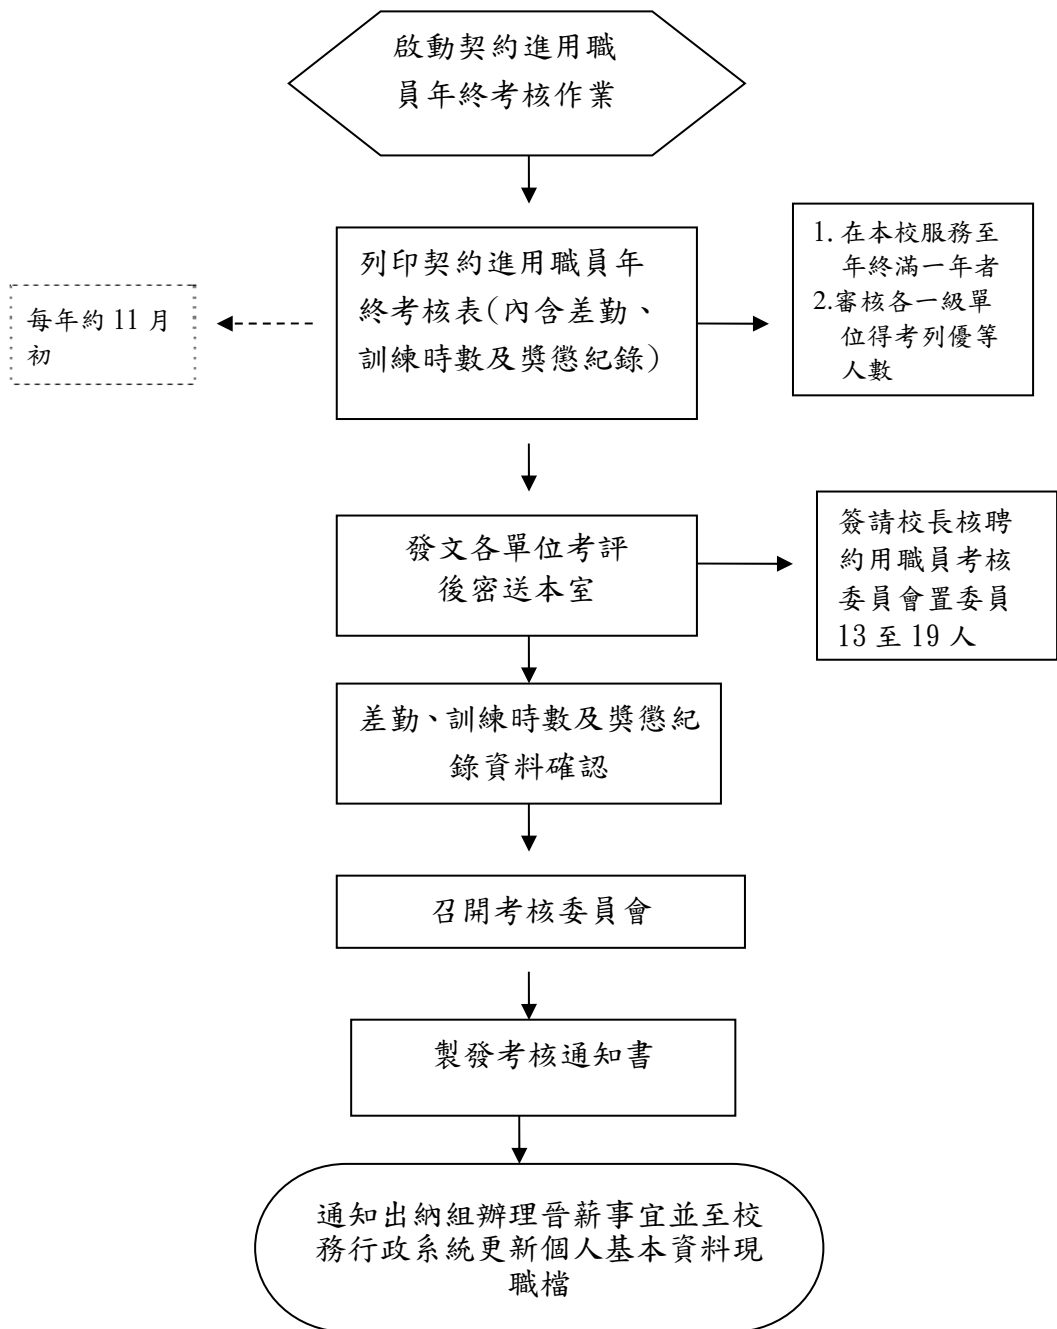 啟動契約進用職
員年終考核作業
列印契約進用職員年
終考核表(內含差勤、
訓練時數及獎懲紀錄)
1. 在本校服務至
年終滿一年者
2.審核各一級單
位得考列優等
人數
每年約 11 月
初
發文各單位考評
後密送本室
簽請校長核聘
約用職員考核
委員會置委員
13 至 19 人
差勤、訓練時數及獎懲紀
錄資料確認
召開考核委員會
製發考核通知書
通知出納組辦理晉薪事宜並至校
務行政系統更新個人基本資料現
職檔